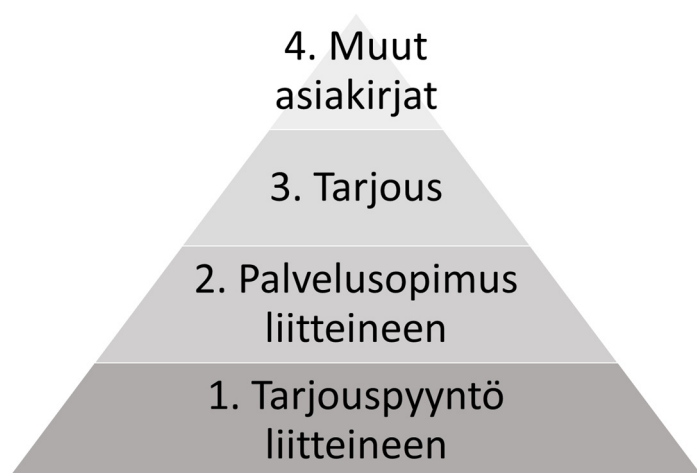 4. Muut
asiakirjat
3. Tarjous
2. Palvelusopimus
liitteineen
1. Tarjouspyyntö
liitteineen